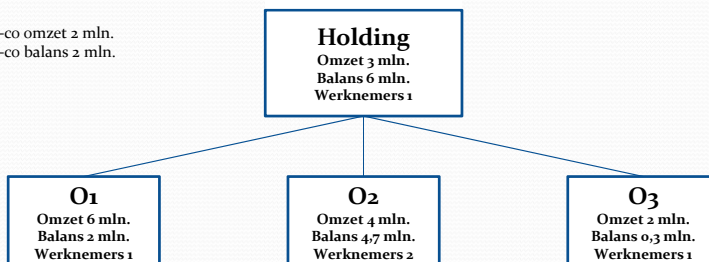 -co omzet 2 mln.
-co balans 2 mln.
Holding
Omzet 3 mln.
Balans 6 mln.
Werknemers 1
O1
Omzet 6 mln.
Balans 2 mln.
Werknemers 1
O2
Omzet 4 mln.
Balans 4,7 mln.
Werknemers 2
O3
Omzet 2 mln.
Balans 0,3 mln.
Werknemers 1